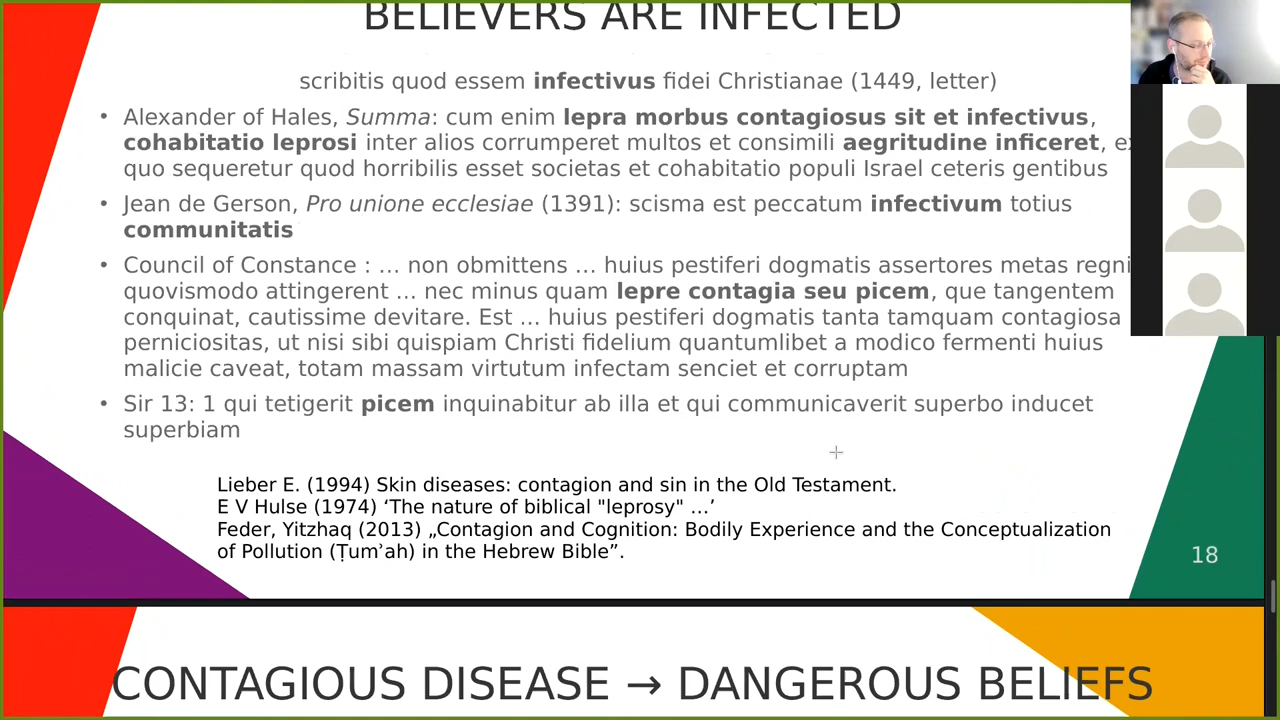 BELIEVERS ARE INFECTED
scribitis quod essem infectivus fidei Christianae (1449, letter)
• Alexander of Hales, Summa: cum enim lepra morbus contagiosus sit et infectivus,
cohabitatio leprosi inter alios corrumperet multos et consimili aegritudine inficeret,
quo sequeretur quod horribilis esset societas et cohabitatio populi Israel ceteris gentibus
• Jean de Gerson, Pro unione ecclesiae (1391): scisma est peccatum infectivum totius
communitatis
• Council of Constance : ... non obmittens ... huius pestiferi dogmatis assertores metas regni
quovismodo attingerent ... nec minus quam lepre contagia seu picem, que tangentem
conquinat, cautissime devitare. Est ... huius pestiferi dogmatis tanta tamquam contagiosa
perniciositas, ut nisi sibi quispiam Christi fidelium quantumlibet a modico fermenti huius
malicie caveat, totam massam virtutum infectam senciet et corruptam
• Sir 13: 1 qui tetigerit picem inquinabitur ab illa et qui communicaverit superbo inducet
superbiam
Lieber E. (1994) Skin diseases: contagion and sin in the Old Testament.
E V Hulse (1974) ‘The nature of biblical "leprosy" ...’
Feder, Yitzhaq (2013) „Contagion and Cognition: Bodily Experience and the Conceptualization
of Pollution (Ṭumʾah) in the Hebrew Bible”.
18
CONTAGIOUS DISEASE → DANGEROUS BELIEFS